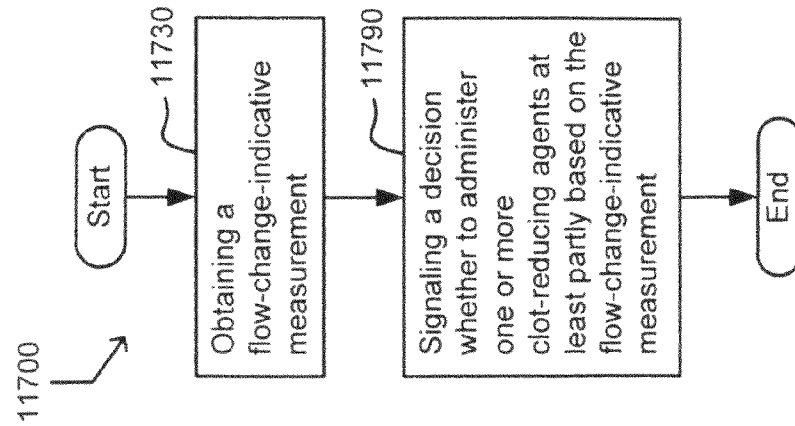 11700
Start
11730
Obtaining a
flow-change-indicative
measurement
11790
Signaling a decision
whether to administer
one or more
clot-reducing agents at
least partly based on the
flow-change-indicative
measurement
End